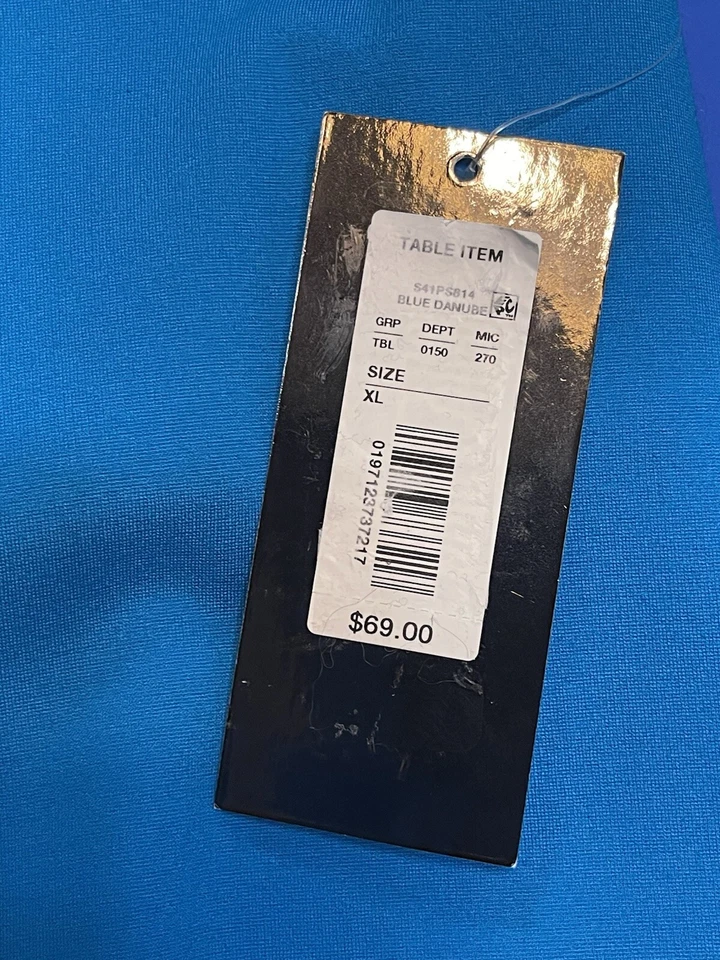 TABLE ITEM
S41PS814
BLUE DANUBE
GRP DEPT MIC
TBL 0150 270
SIZE
XL
0197123737217
$69.00